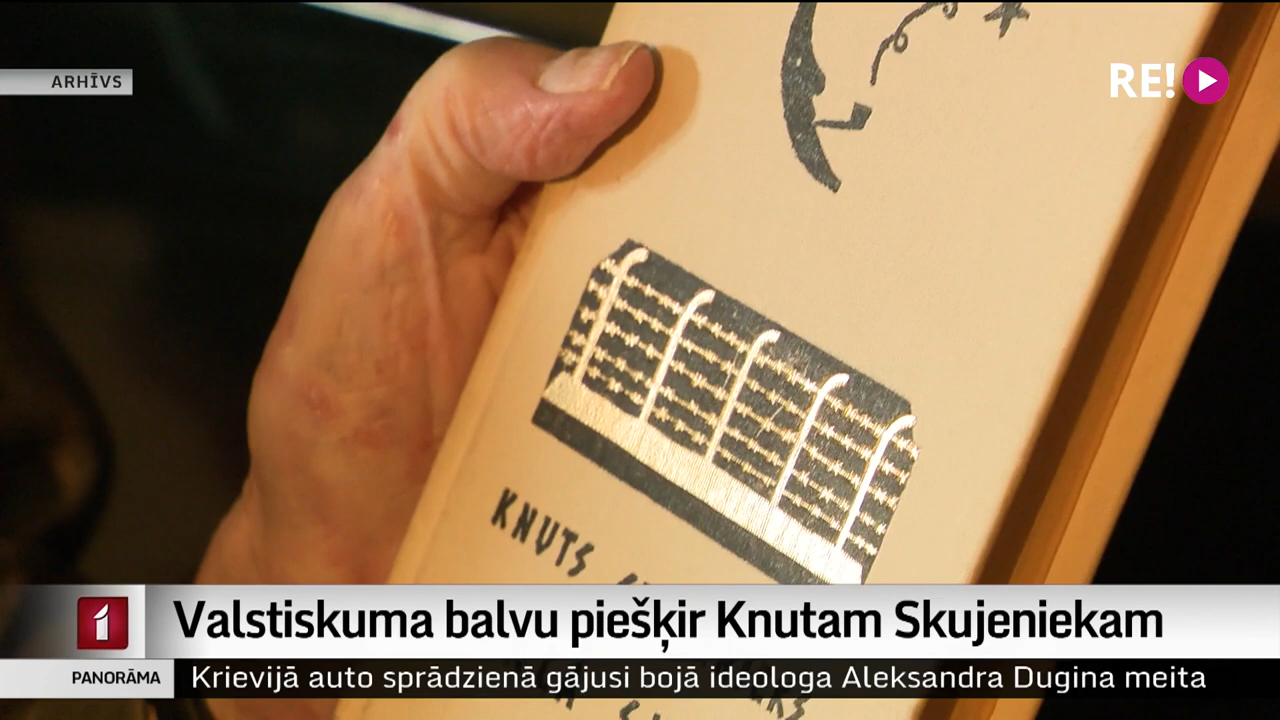 ARHĪVS
RE!
KNUTS
1
Valstiskuma balvu piešķir Knutam Skujeniekam
PANORĀMA
Krievijā auto sprādzienā gājusi bojā ideologa Aleksandra Dugina meita